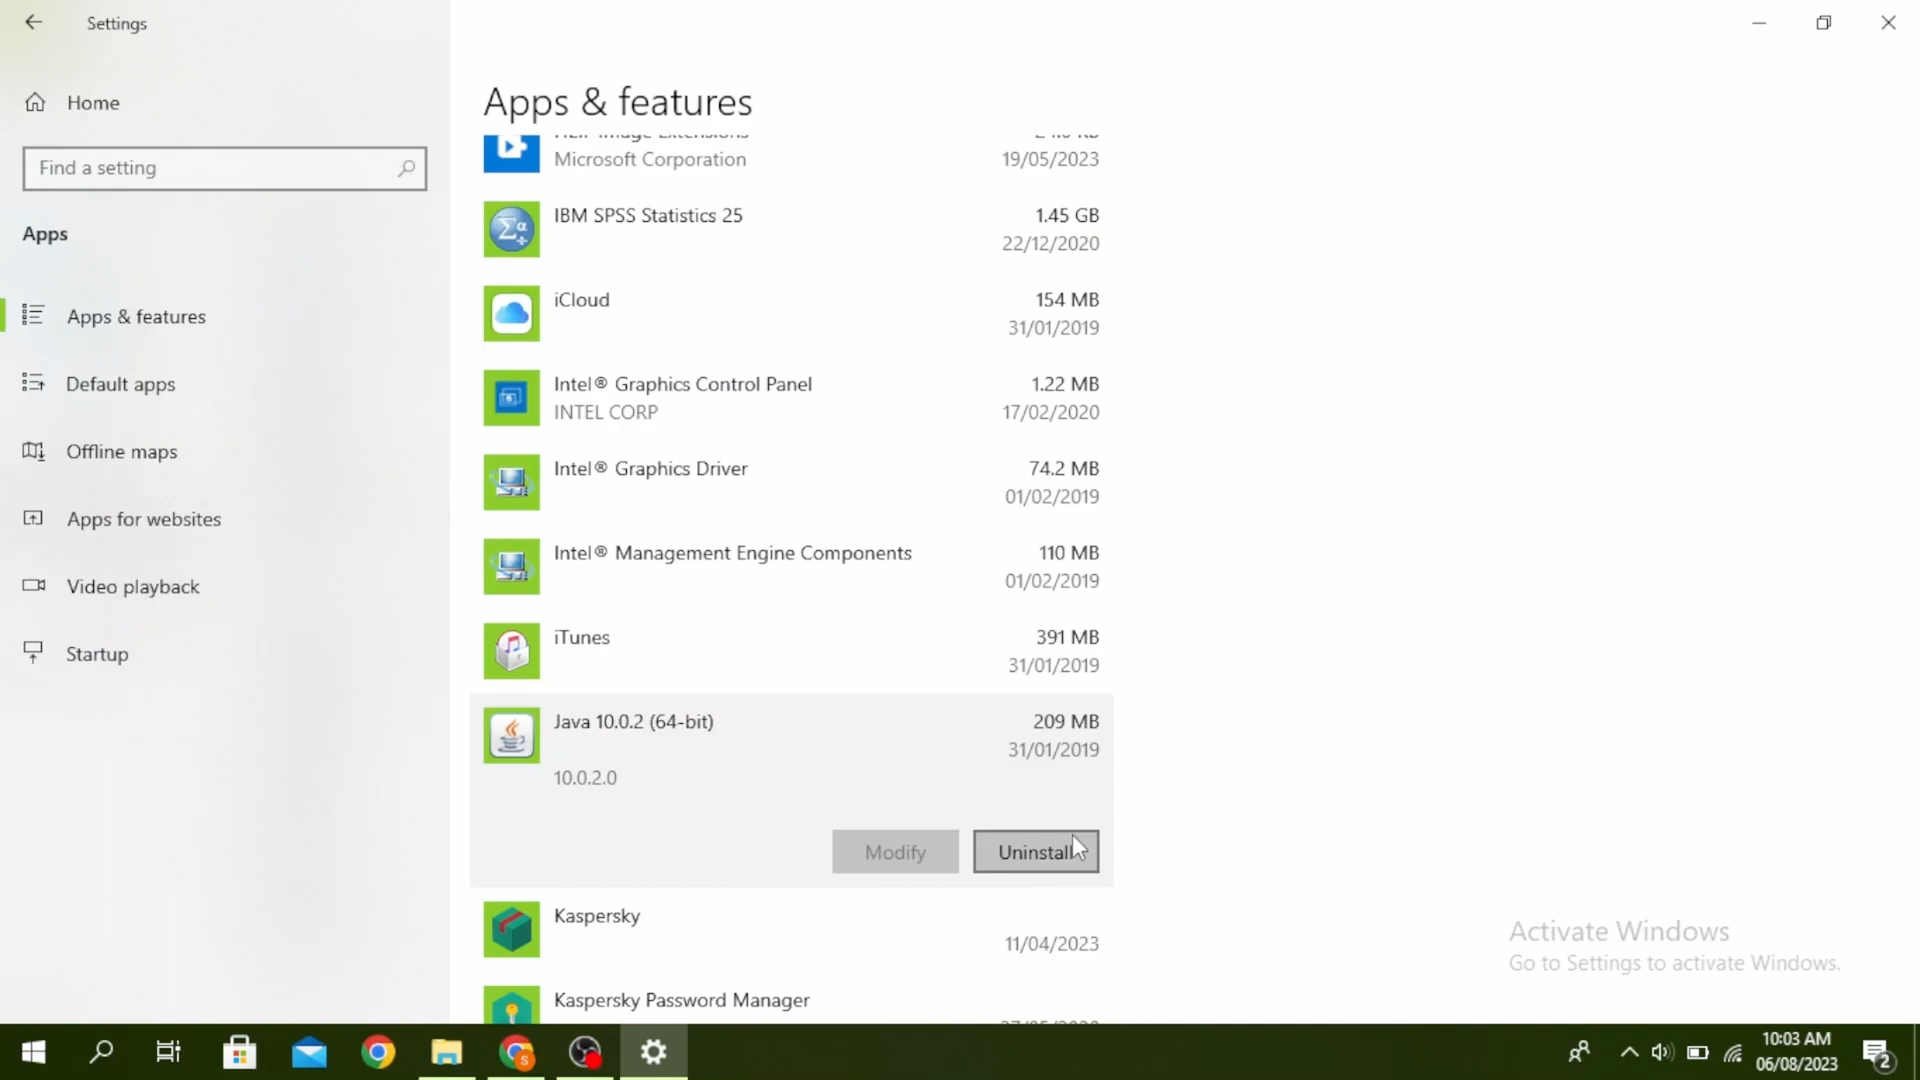 Settings
Home
Find a setting
Apps
Apps & features
Default apps
Offline maps
Apps for websites
Video playback
Startup
Apps & features
Microsoft Corporation
19/05/2023
IBM SPSS Statistics 25
1.45 GB
22/12/2020
iCloud
154 MB
31/01/2019
Intel® Graphics Control Panel
1.22 MB
INTEL CORP
17/02/2020
Intel® Graphics Driver
74.2 MB
01/02/2019
Intel® Management Engine Components
110 MB
01/02/2019
iTunes
391 MB
31/01/2019
Java 10.0.2 (64-bit)
209 MB
31/01/2019
10.0.2.0
Modify
Uninstall
Kaspersky
11/04/2023
Kaspersky Password Manager
Activate Windows
Go to Settings to activate Windows.
S
10:03 AM
06/08/2023
2